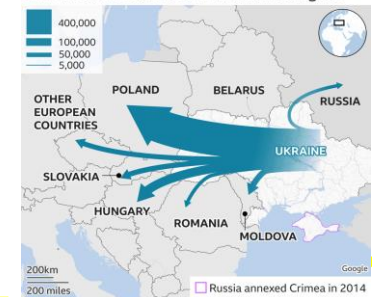 400,000
100,000
50,000
5,000
POLAND
BELARUS
RUSSIA
OTHER
EUROPEAN
COUNTRIES
UKRAINE
SLOVAKIA
HUNGARY
ROMANIA
MOLDOVA
200km
200 miles
Google
Russia annexed Crimea in 2014